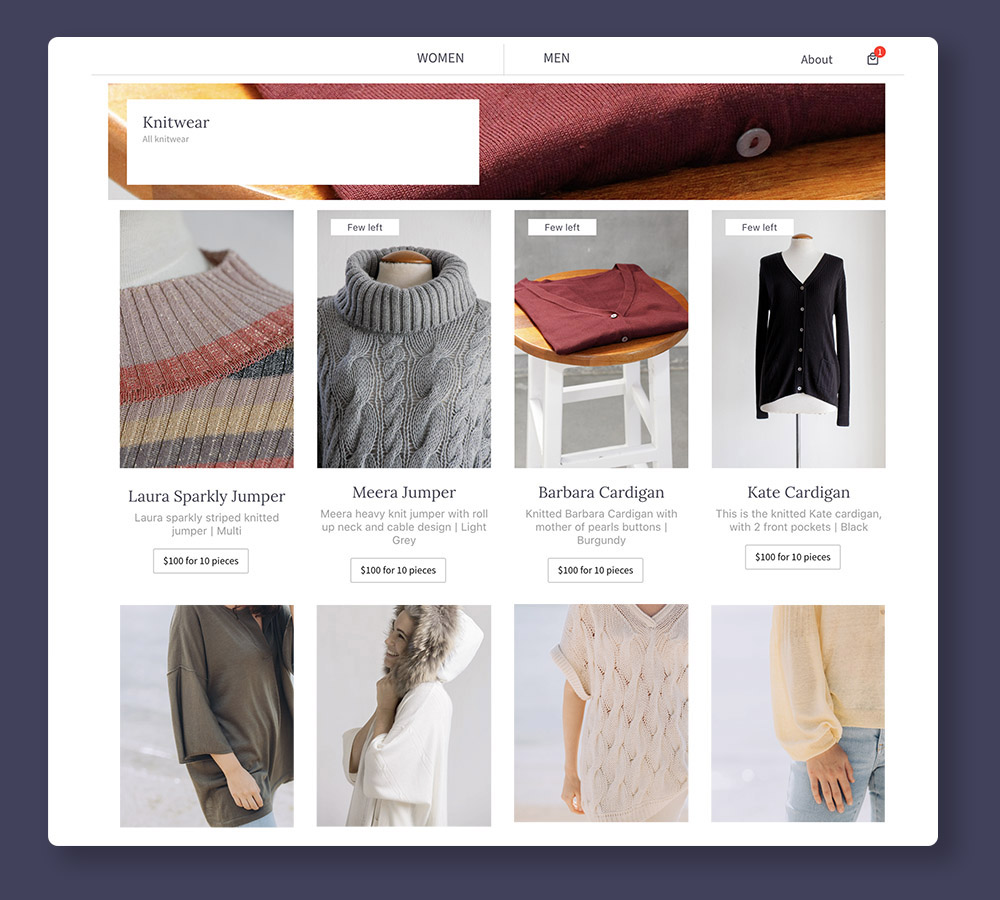 WOMEN MEN About 1
Knitwear
All knitwear
Few left Few left Few left
Laura Sparkly Jumper
Laura sparkly striped knitted
jumper | Multi
$100 for 10 pieces
Meera Jumper
Meera heavy knit jumper with roll
up neck and cable design | Light
Grey
$100 for 10 pieces
Barbara Cardigan
Knitted Barbara Cardigan with
mother of pearls buttons |
Burgundy
$100 for 10 pieces
Kate Cardigan
This is the knitted Kate cardigan,
with 2 front pockets | Black
$100 for 10 pieces